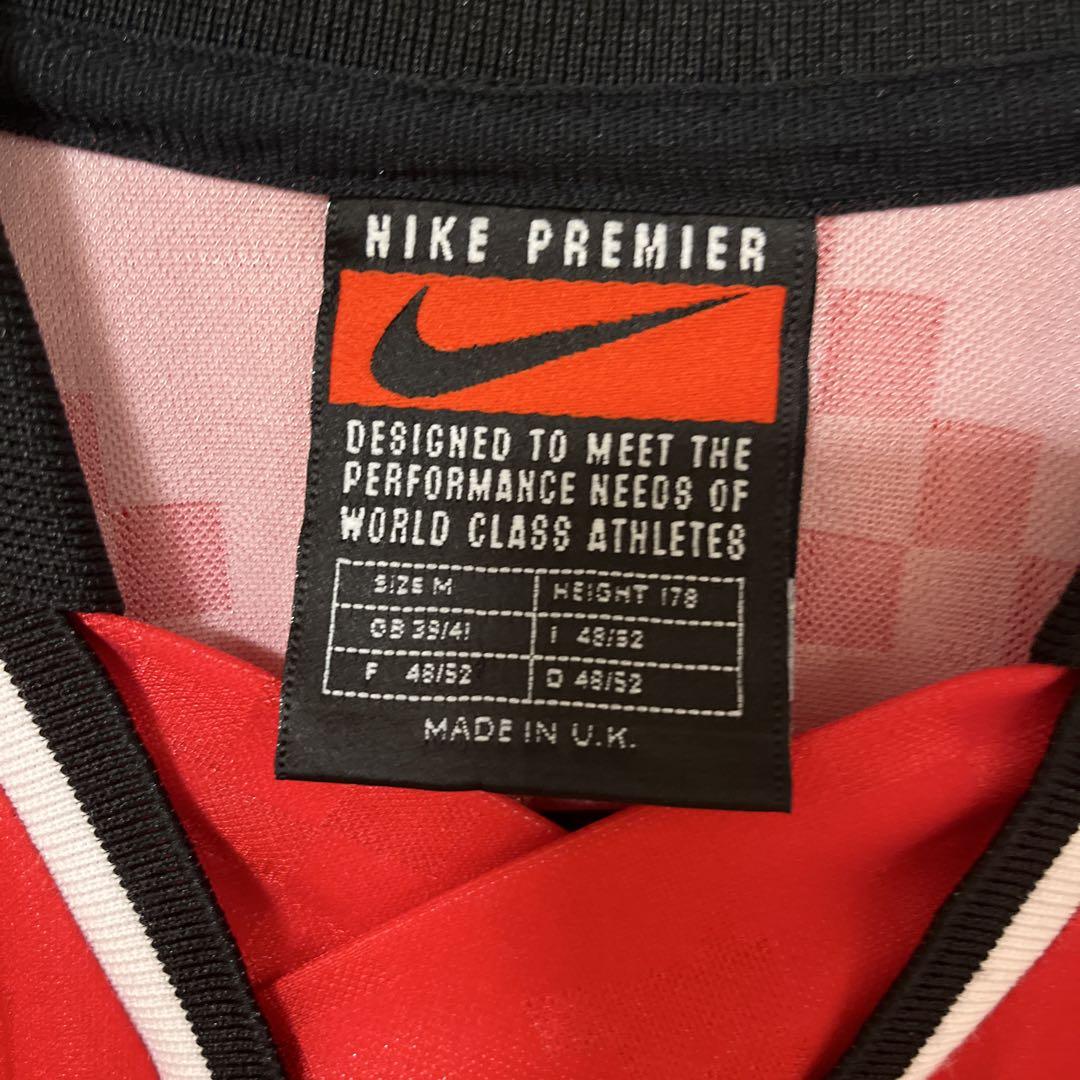 NIKE PREMIER
DESIGNED TO MEET THE
PERFORMANCE NEEDS OF
WORLD CLASS ATHLETES
SIZE M HEIGHT 178
GB 39/41 I 48/52
F 48/52 D 48/52
MADE IN U.K.